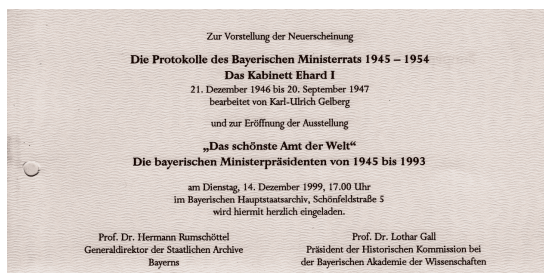 Zur Vorstellung der Neuerscheinung
Die Protokolle des Bayerischen Ministerrats 1945 – 1954
Das Kabinett Ehard I
21. Dezember 1946 bis 20. September 1947
bearbeitet von Karl-Ulrich Gelberg
und zur Eröffnung der Ausstellung
„Das schönste Amt der Welt“
Die bayerischen Ministerpräsidenten von 1945 bis 1993
am Dienstag, 14. Dezember 1999, 17.00 Uhr
im Bayerischen Hauptstaatsarchiv, Schönfeldstraße 5
wird hiermit herzlich eingeladen.
Prof. Dr. Hermann Rumschöttel
Generaldirektor der Staatlichen Archive
Bayerns
Prof. Dr. Lothar Gall
Präsident der Historischen Kommission bei
der Bayerischen Akademie der Wissenschaften